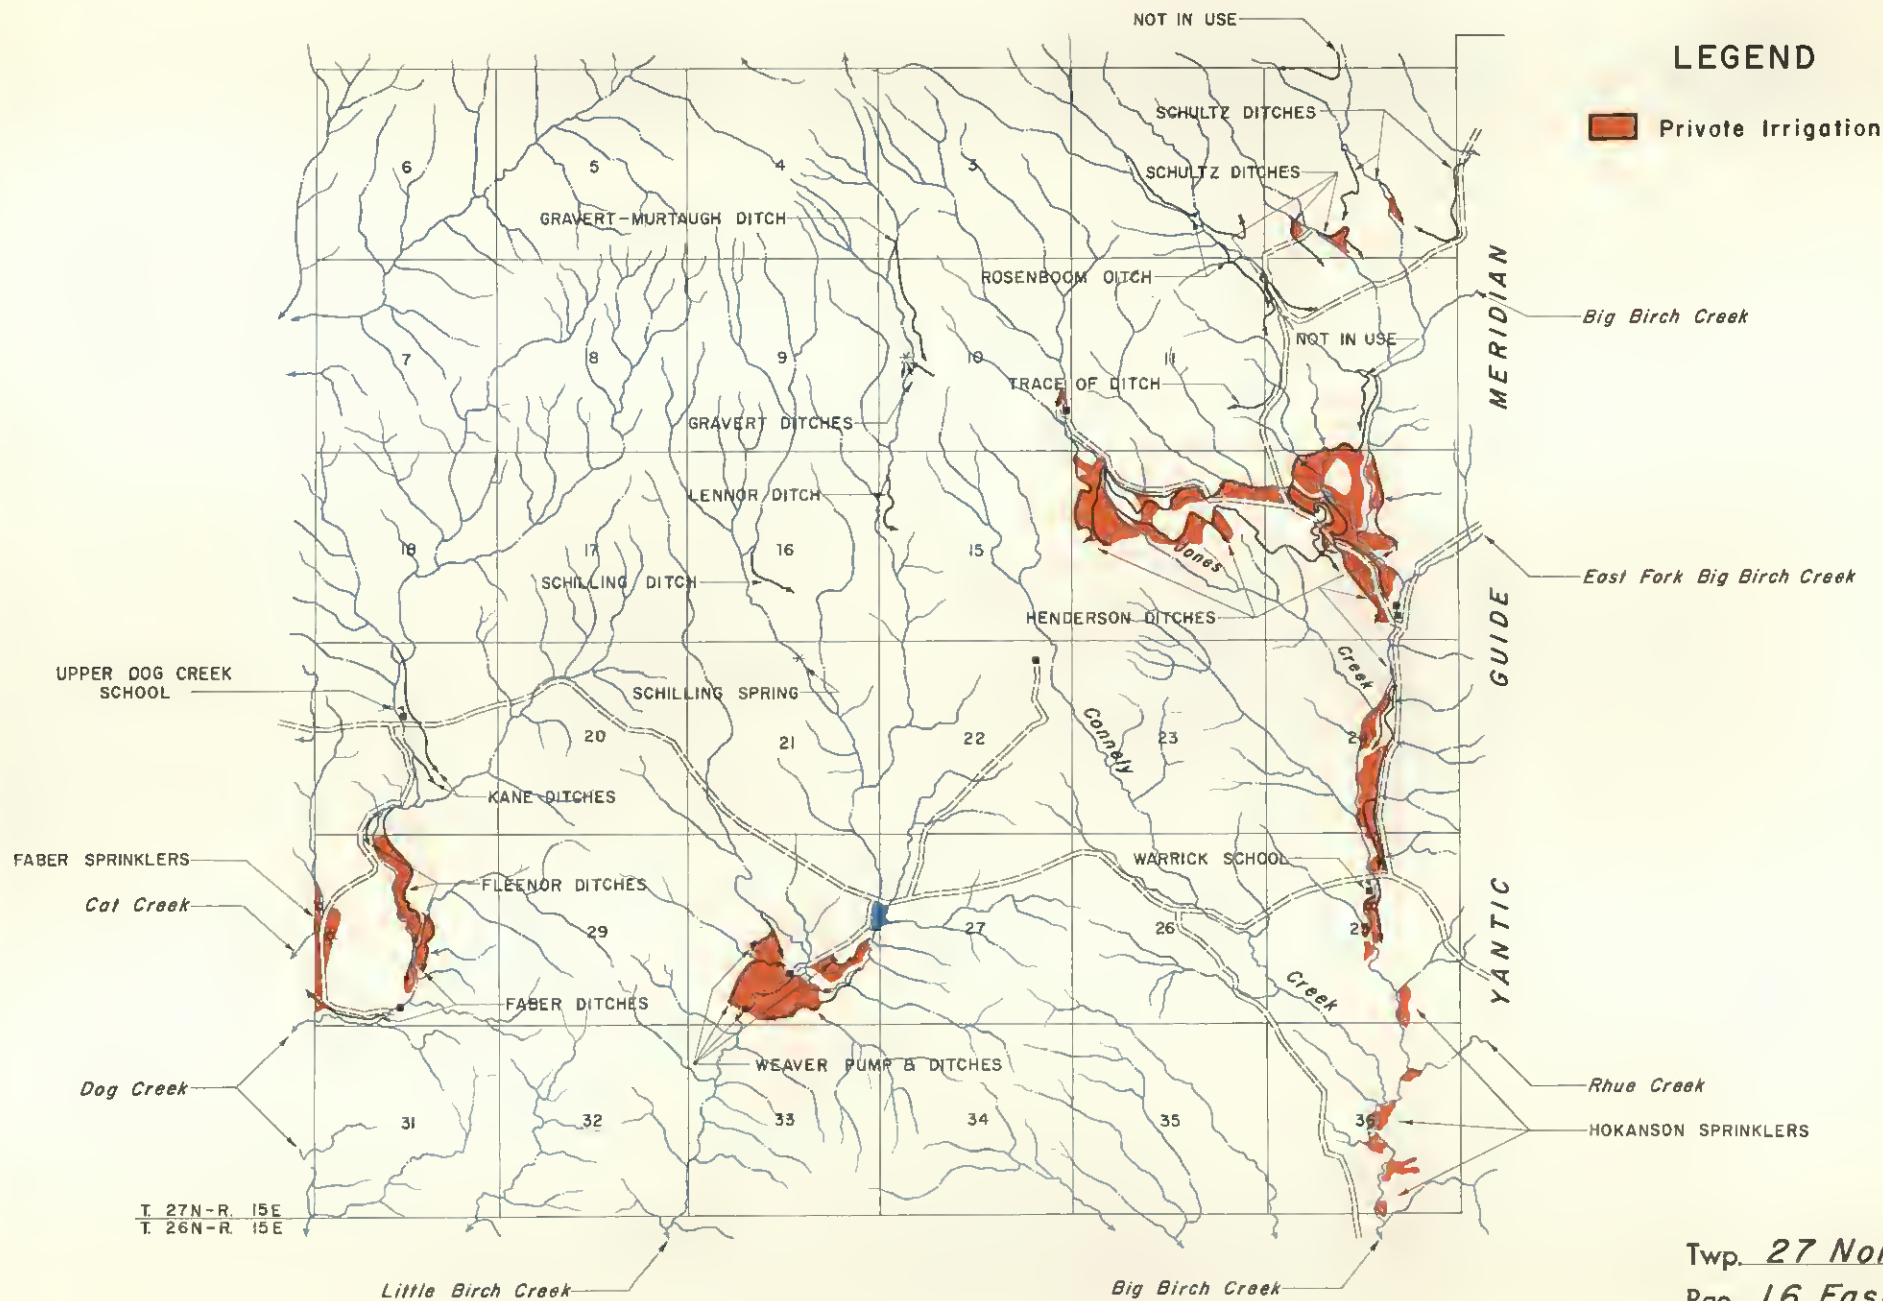 NOT IN USE
LEGEND
Private Irrigation
SCHULTZ DITCHES
SCHULTZ DITCHES
6
5
4
3
GRAVERT-MURTAUGH DITCH
ROSENBOOM DITCH
Big Birch Creek
NOT IN USE
7
8
9
10
11
TRACE OF DITCH
GRAVERT DITCHES
LENNOR DITCH
18
17
16
15
Jones
SCHILLING DITCH
East Fork Big Birch Creek
HENDERSON DITCHES
Creek
UPPER DOG CREEK
SCHOOL
SCHILLING SPRING
20
21
22
Connely
23
24
KANE DITCHES
FABER SPRINKLERS
WARRICK SCHOOL
FLEENOR DITCHES
Cat Creek
29
27
26
25
Creek
FABER DITCHES
WEAVER PUMP & DITCHES
Dog Creek
Rhue Creek
31
32
33
34
35
36
HOKANSON SPRINKLERS
YANTIC GUIDE MERIDIAN
T. 27N-R. 15E
T. 26N-R. 15E
Little Birch Creek
Big Birch Creek
Twp. 27
16